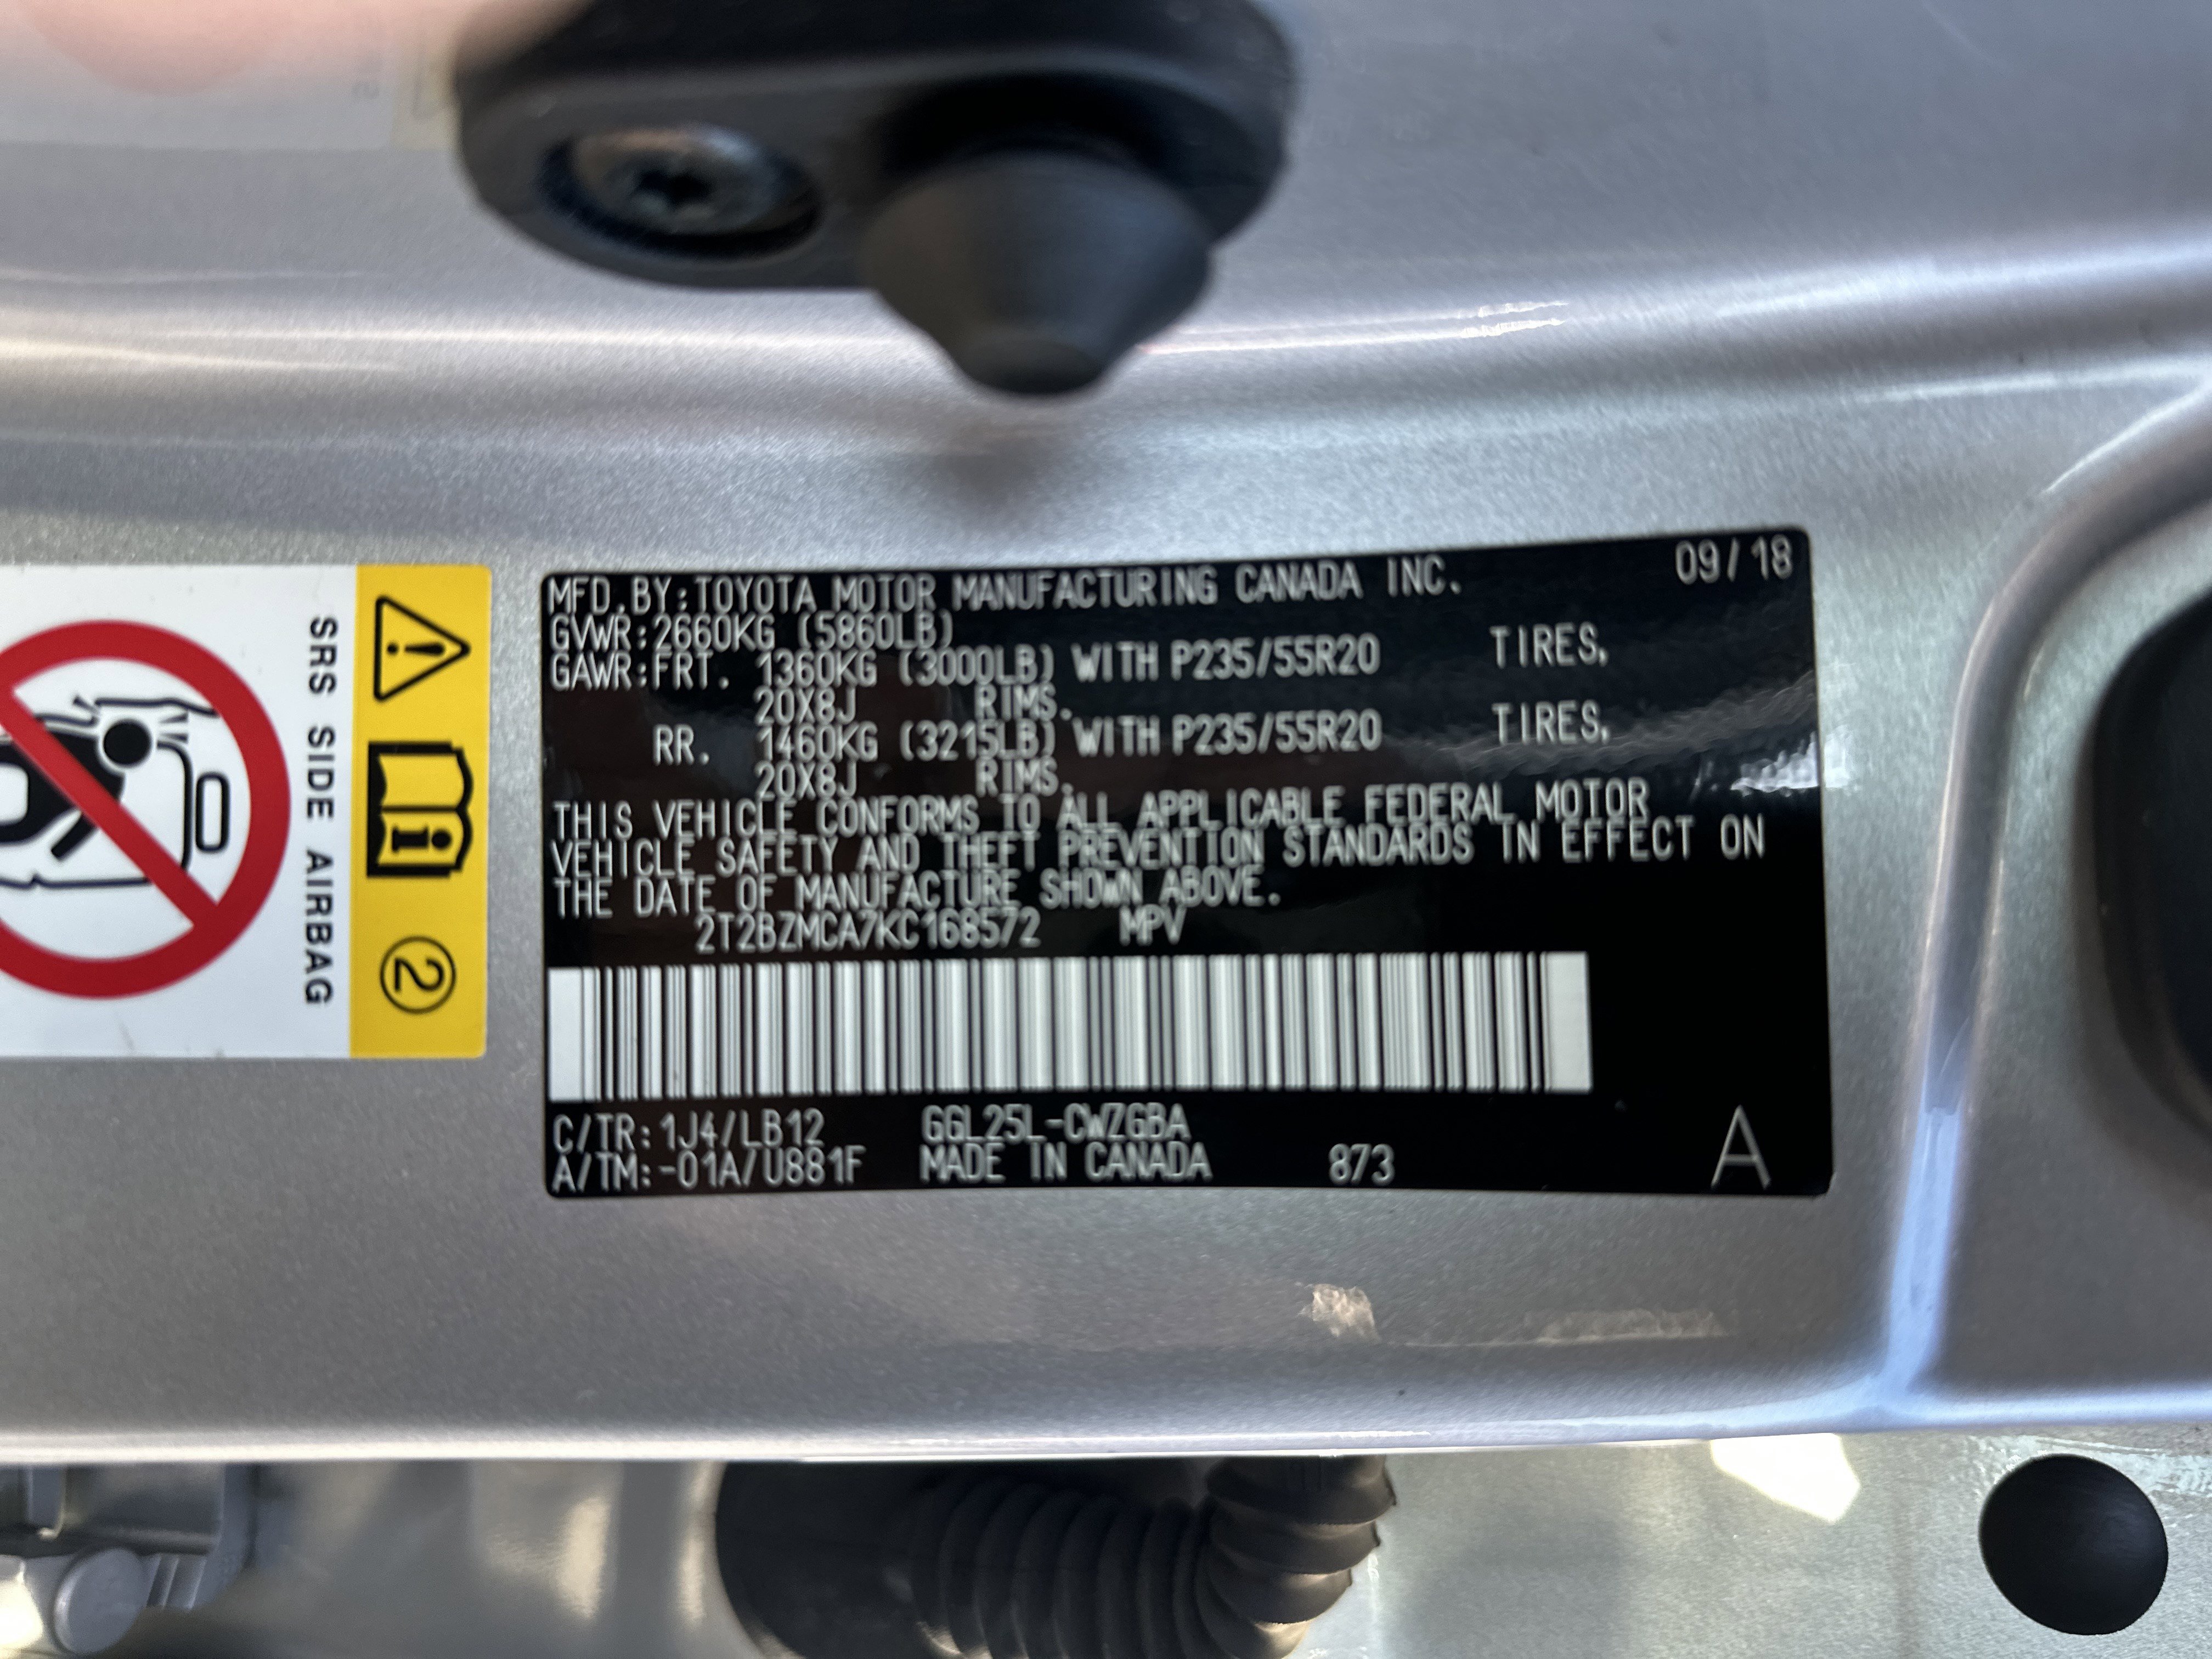 MFD.BY:TOYOTA MOTOR MANUFACTURING CANADA INC. 09/18
GVWR:2660KG (5860LB)
GAWR:FRT. 1360KG (3000LB) WITH P235/55R20 TIRES,
20X8J RIMS.
RR. 1460KG (3215LB) WITH P235/55R20 TIRES,
20X8J RIMS.
THIS VEHICLE CONFORMS TO ALL APPLICABLE FEDERAL MOTOR
VEHICLE SAFETY AND THEFT PREVENTION STANDARDS IN EFFECT ON
THE DATE OF MANUFACTURE SHOWN ABOVE.
2T2BZMCA7KC168572 MPV
C/TR:1J4/LB12 GGL25L-CWZGBA
A/TM:-01A/U881F MADE IN CANADA 873 A
SRS SIDE AIRBAG
2